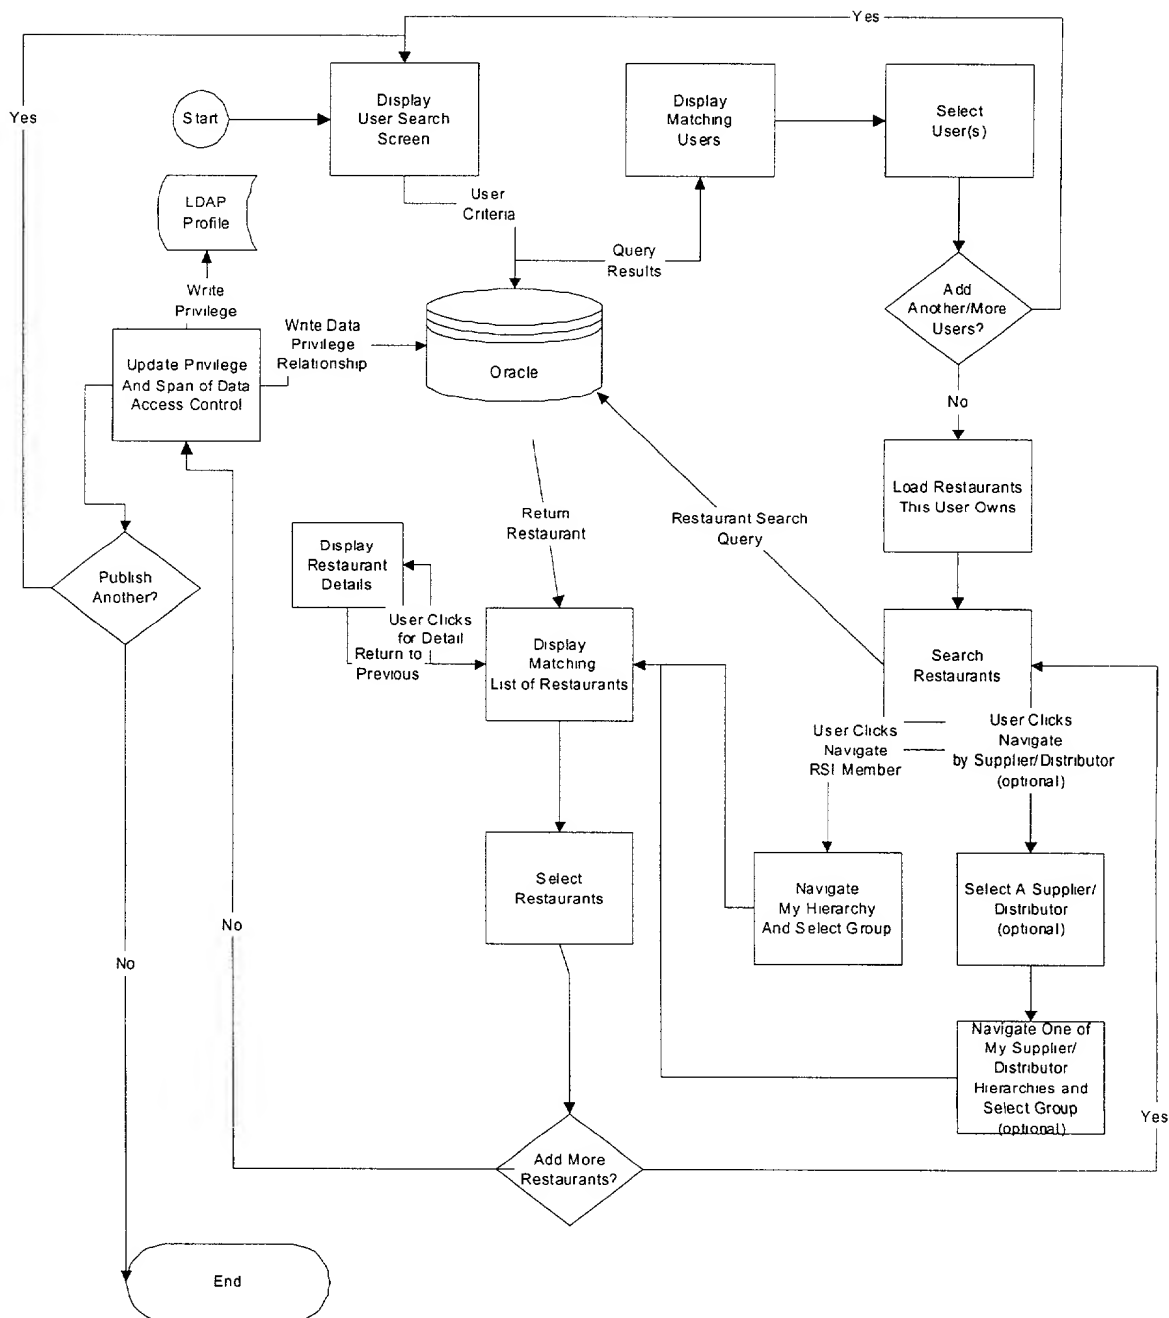 Yes
Yes
Start
Display
User Search
Screen
Display
Matching
Users
Select
User(s)
LDAP
Profile
User
Criteria
Query
Results
Write
Privilege
Write Data
Privilege
Relationship
Add
Another/More
Users?
Update Privilege
And Span of Data
Access Control
Oracle
No
Load Restaurants
This User Owns
Return
Restaurant
Restaurant Search
Query
Display
Restaurant
Details
Publish
Another?
User Clicks
for Detail
Return to
Previous
Display
Matching
List of Restaurants
Search
Restaurants
User Clicks
Navigate
RSI Member
User Clicks
Navigate
by Supplier/Distributor
(optional)
Select
Restaurants
Navigate
My Hierarchy
And Select Group
Select A Supplier/
Distributor
(optional)
No
No
Navigate One of
My Supplier/
Distributor
Hierarchies and
Select Group
(optional)
Yes
Add More
Restaurants?
End